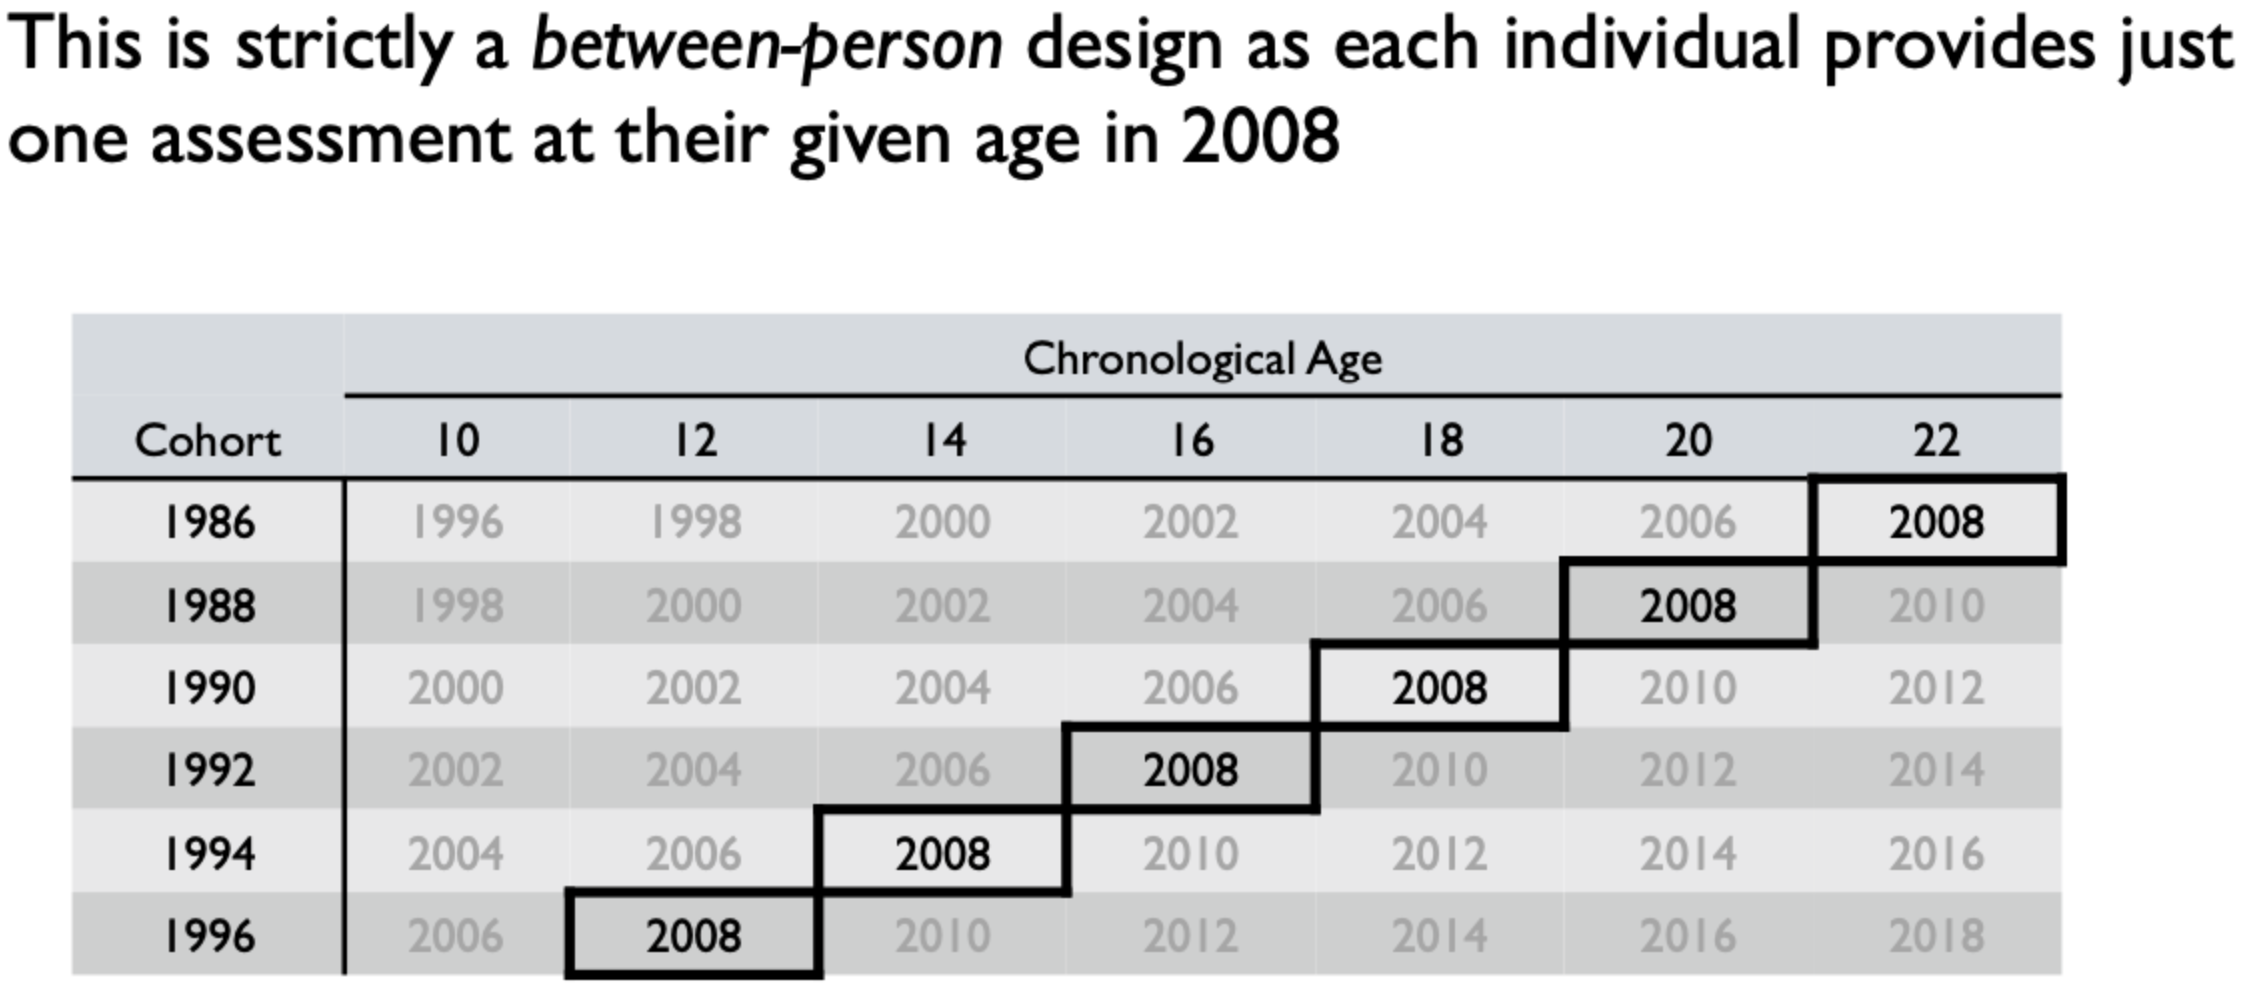 This is strictly a between-person design as each individual provides just
one assessment at their given age in 2008
Chronological Age
Cohort 10 12 14 16 18 20 22
1986 1996 1998 2000 2002 2004 2006 2008
1988 1998 2000 2002 2004 2006 2008 2010
1990 2000 2002 2004 2006 2008 2010 2012
1992 2002 2004 2006 2008 2010 2012 2014
1994 2004 2006 2008 2010 2012 2014 2016
1996 2006 2008 2010 2012 2014 2016 2018